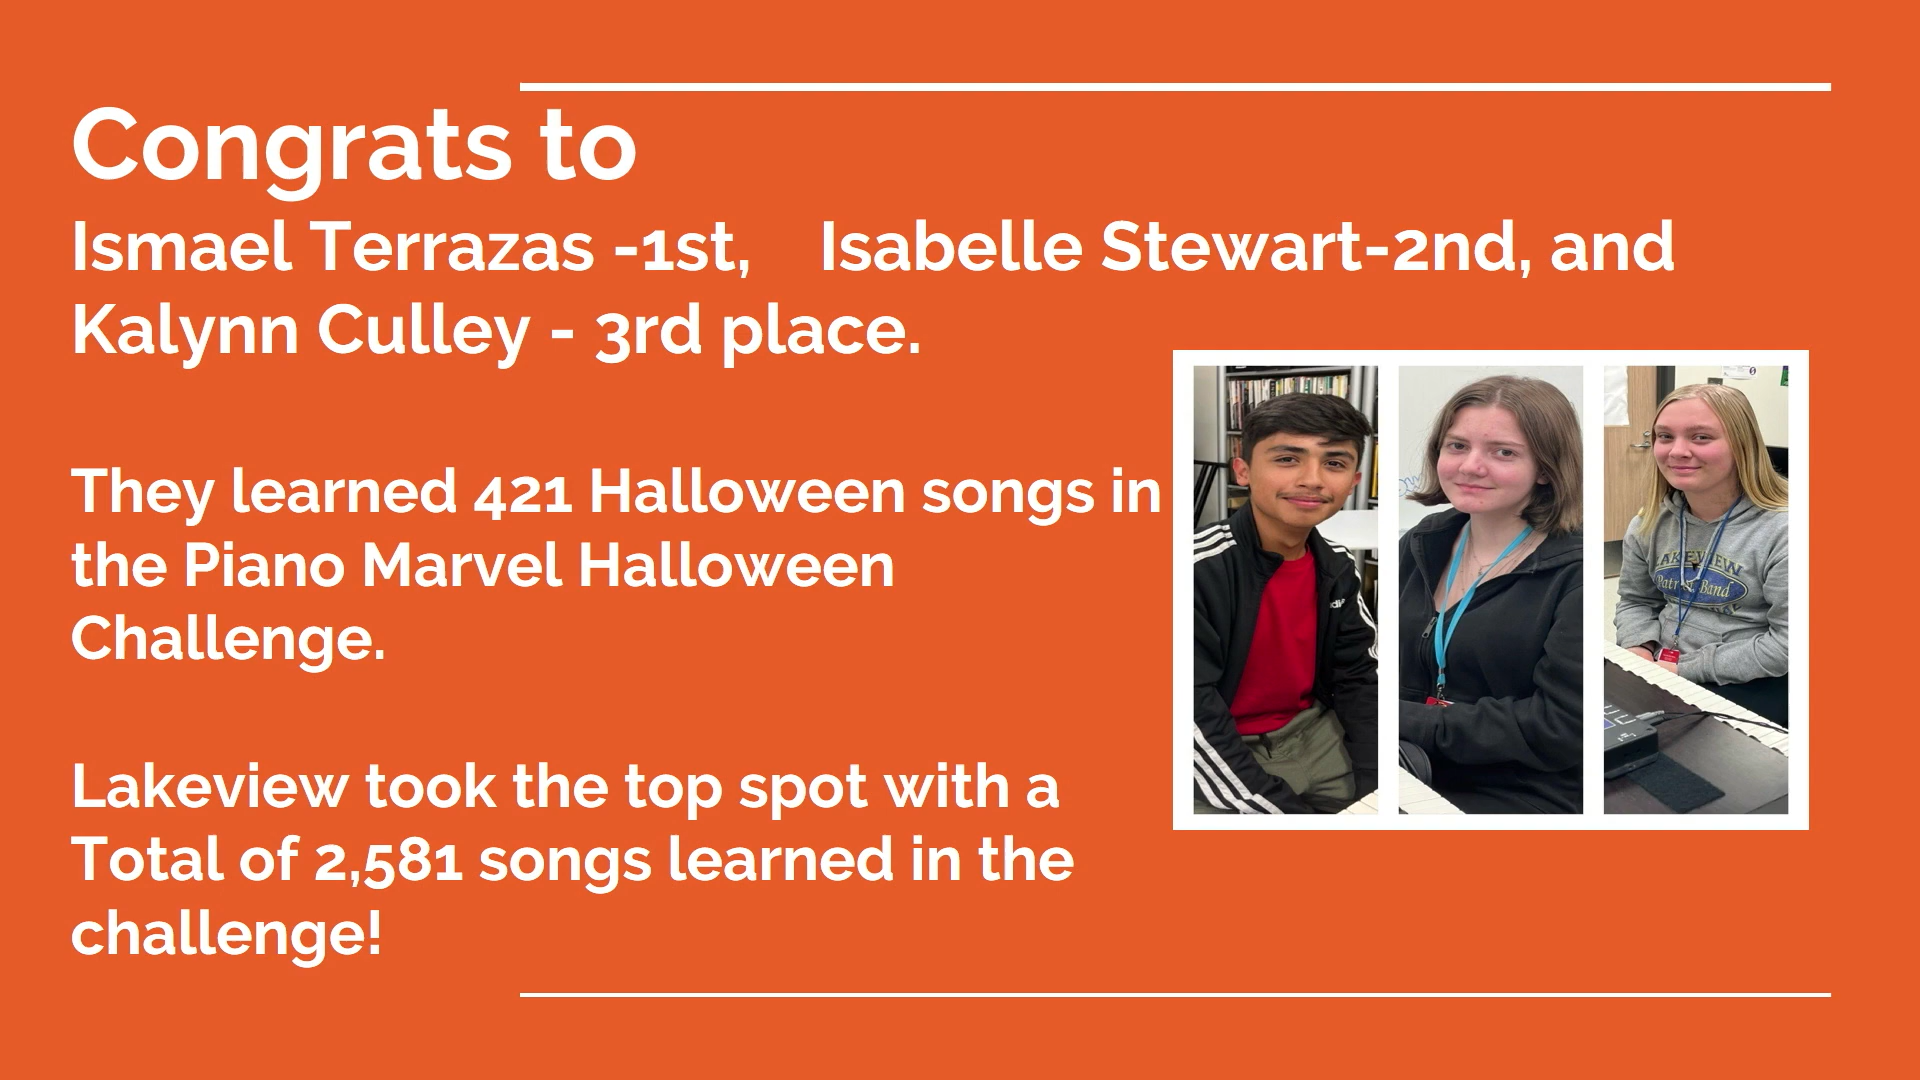 Congrats to
Ismael Terrazas -1st, Isabelle Stewart-2nd, and
Kalynn Culley - 3rd place.
They learned 421 Halloween songs in
the Piano Marvel Halloween
Challenge.
Lakeview took the top spot with a
Total of 2,581 songs learned in the
challenge!
LAKEVIEW
Band